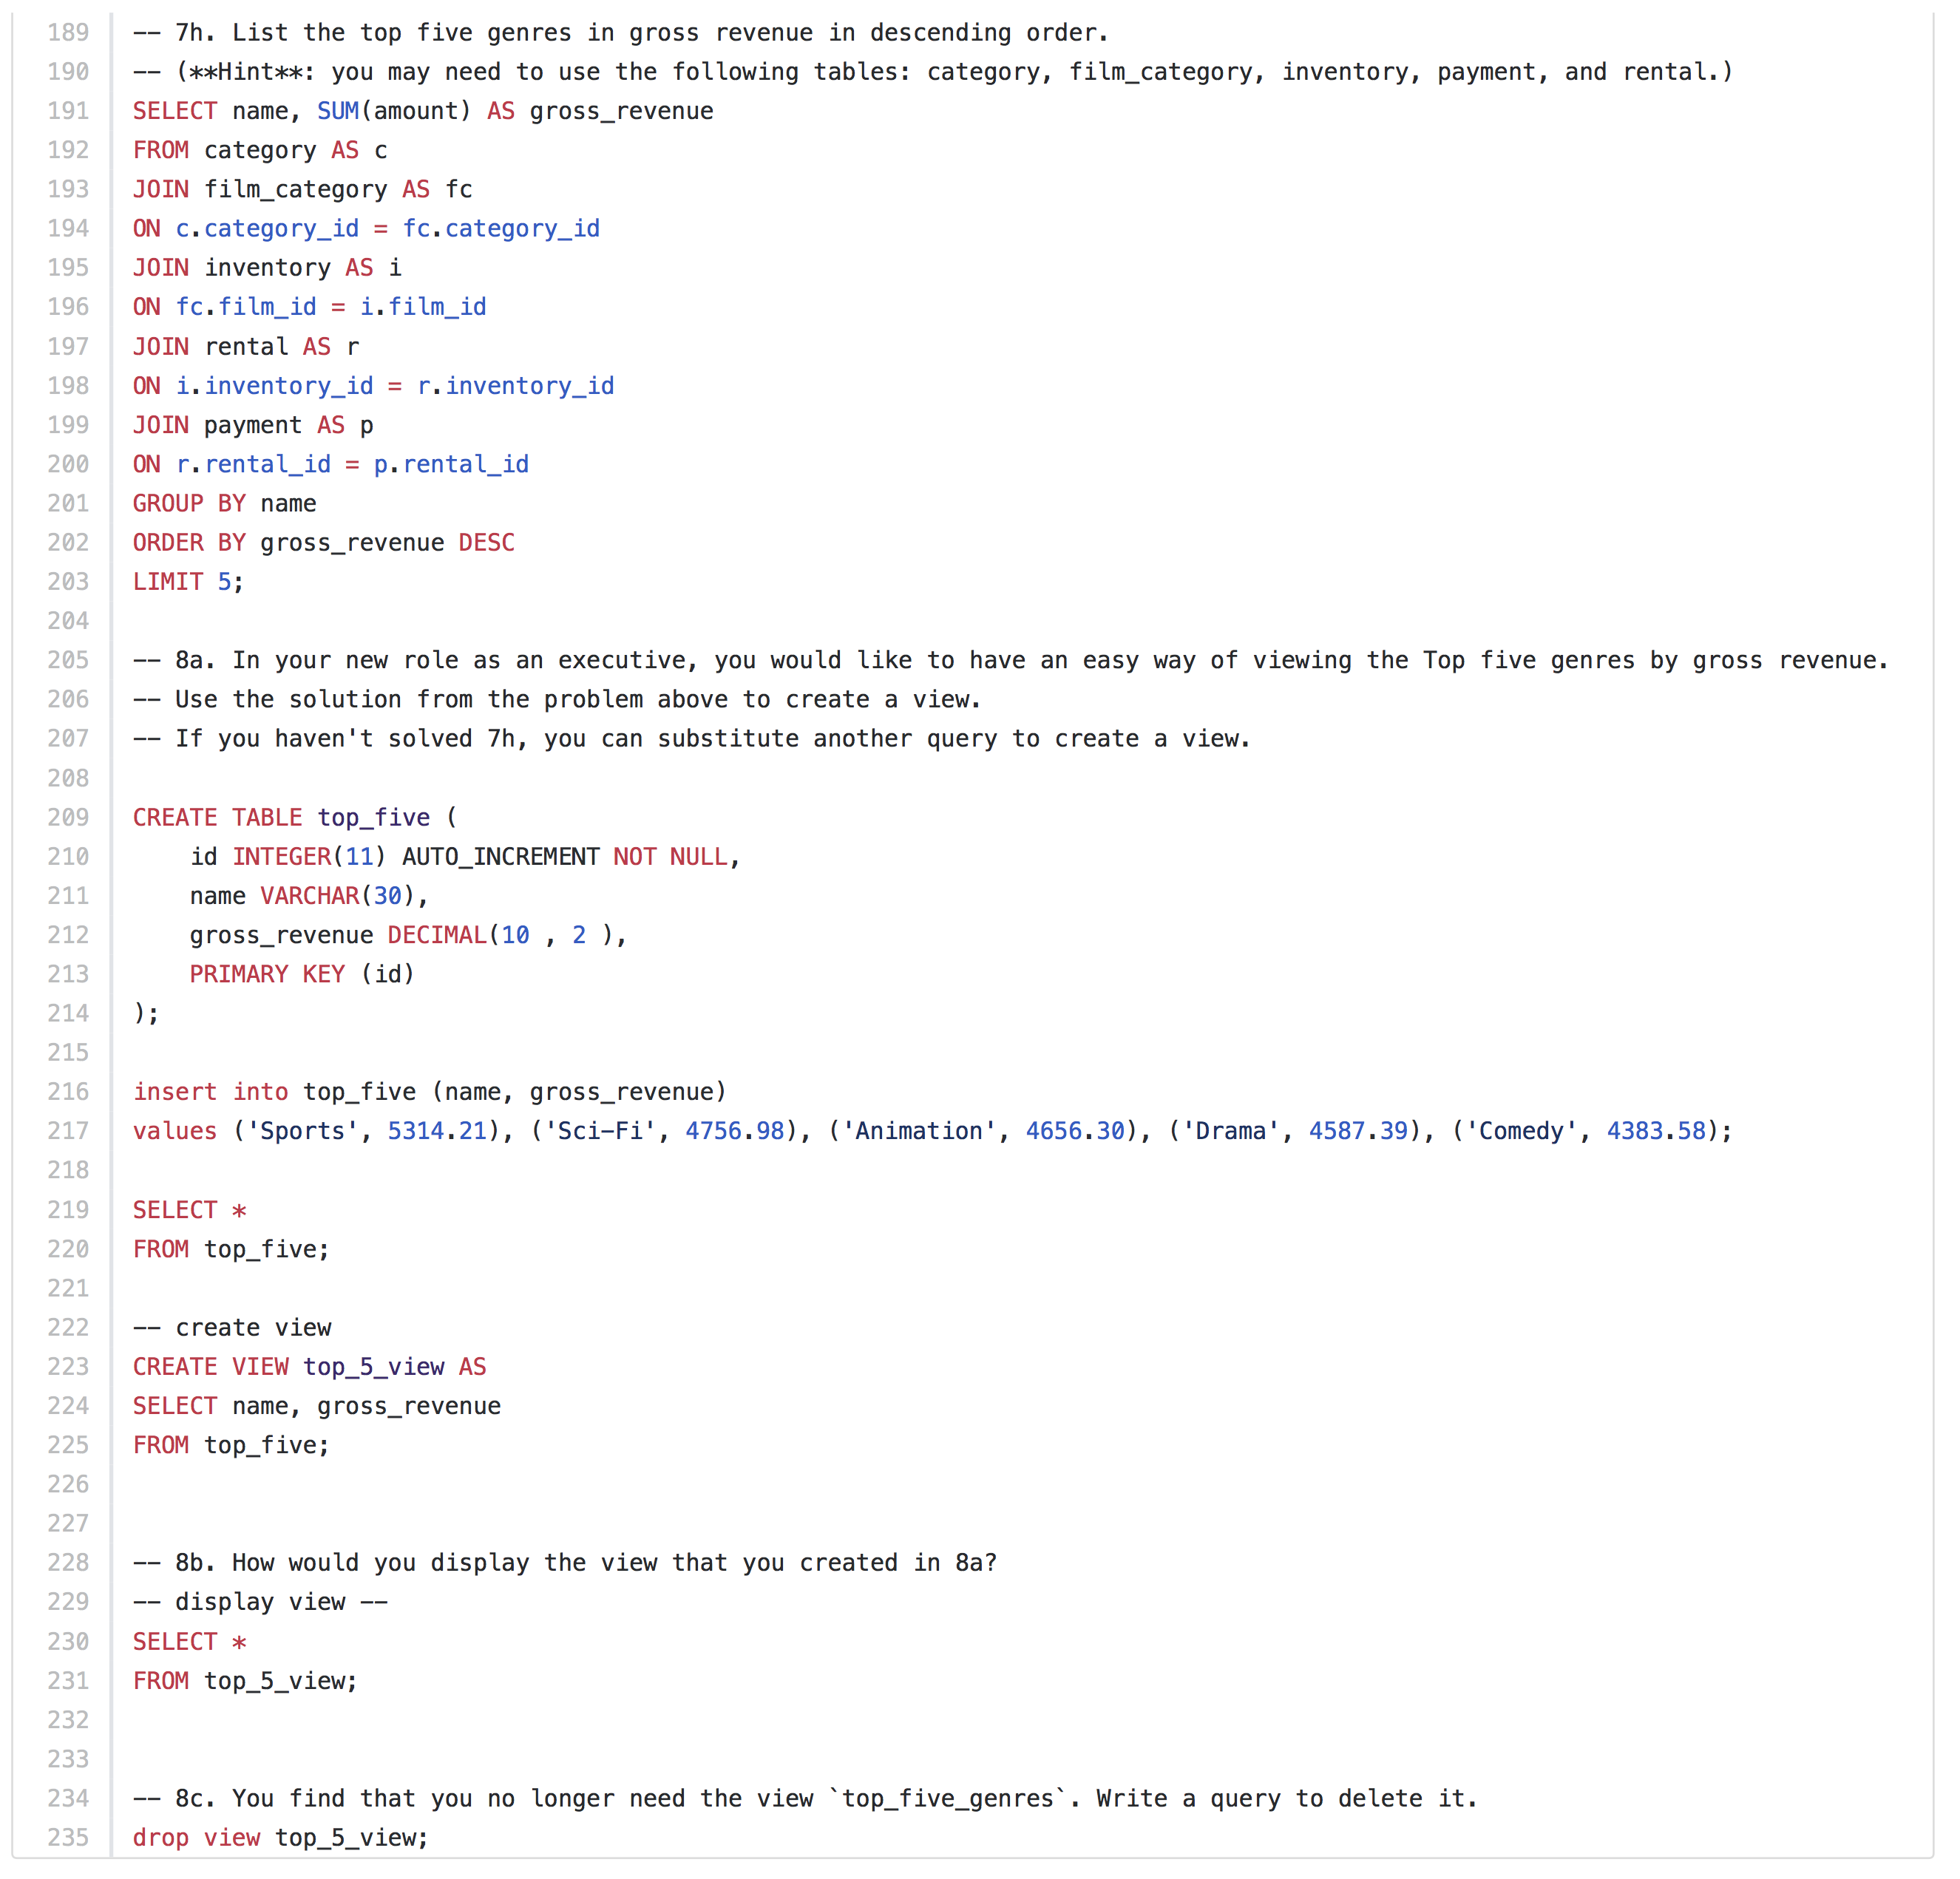 189 -- 7h. List the top five genres in gross revenue in descending order.
190 -- (**Hint**: you may need to use the following tables: category, film_category, inventory, payment, and rental.)
191 SELECT name, SUM(amount) AS gross_revenue
192 FROM category AS c
193 JOIN film_category AS fc
194 ON c.category_id = fc.category_id
195 JOIN inventory AS i
196 ON fc.film_id = i.film_id
197 JOIN rental AS r
198 ON i.inventory_id = r.inventory_id
199 JOIN payment AS p
200 ON r.rental_id = p.rental_id
201 GROUP BY name
202 ORDER BY gross_revenue DESC
203 LIMIT 5;
204
205 -- 8a. In your new role as an executive, you would like to have an easy way of viewing the Top five genres by gross revenue.
206 -- Use the solution from the problem above to create a view.
207 -- If you haven't solved 7h, you can substitute another query to create a view.
208
209 CREATE TABLE top_five (
210     id INTEGER(11) AUTO_INCREMENT NOT NULL,
211     name VARCHAR(30),
212     gross_revenue DECIMAL(10 , 2 ),
213     PRIMARY KEY (id)
214 );
215
216 insert into top_five (name, gross_revenue)
217 values ('Sports', 5314.21), ('Sci-Fi', 4756.98), ('Animation', 4656.30), ('Drama', 4587.39), ('Comedy', 4383.58);
218
219 SELECT *
220 FROM top_five;
221
222 -- create view
223 CREATE VIEW top_5_view AS
224 SELECT name, gross_revenue
225 FROM top_five;
226
227
228 -- 8b. How would you display the view that you created in 8a?
229 -- display view --
230 SELECT *
231 FROM top_5_view;
232
233
234 -- 8c. You find that you no longer need the view `top_five_genres`. Write a query to delete it.
235 drop view top_5_view;